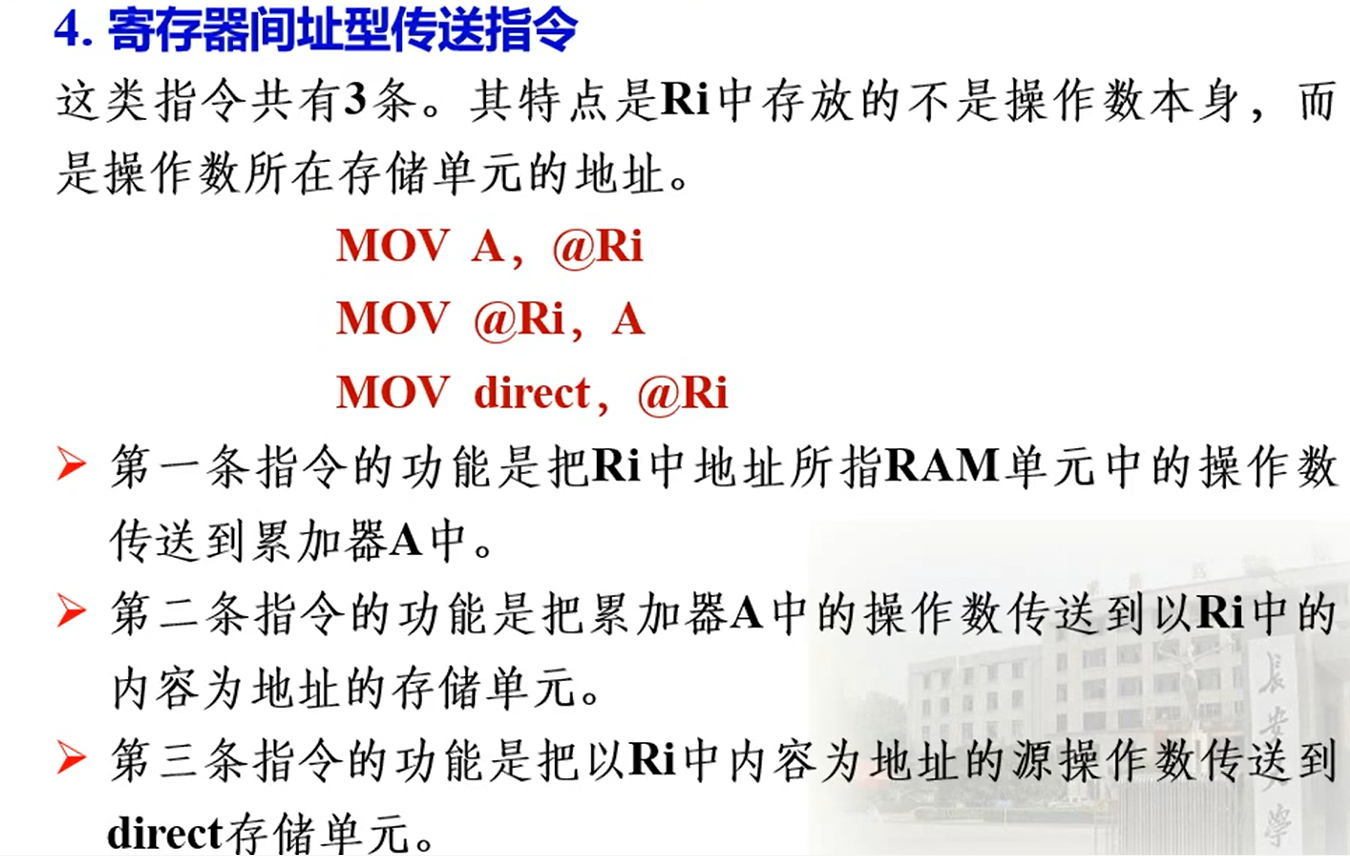 4. 寄存器间址型传送指令
这类指令共有3条。其特点是Ri中存放的不是操作数本身，而
是操作数所在存储单元的地址。
MOV A，@Ri
MOV @Ri，A
MOV direct，@Ri
第一条指令的功能是把Ri中地址所指RAM单元中的操作数
传送到累加器A中。
第二条指令的功能是把累加器A中的操作数传送到以Ri中的
内容为地址的存储单元。
第三条指令的功能是把以Ri中内容为地址的源操作数传送到
direct存储单元。
长安大学